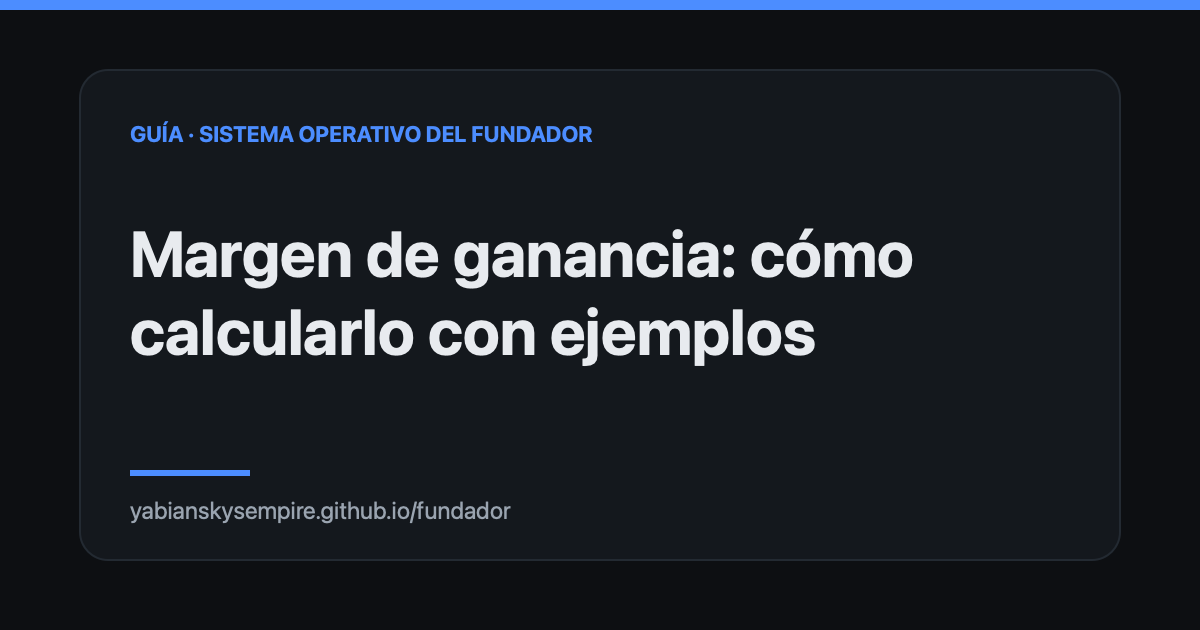 GUÍA · SISTEMA OPERATIVO DEL FUNDADOR
Margen de ganancia: cómo
calcularlo con ejemplos
yabianskysempire.github.io/fundador